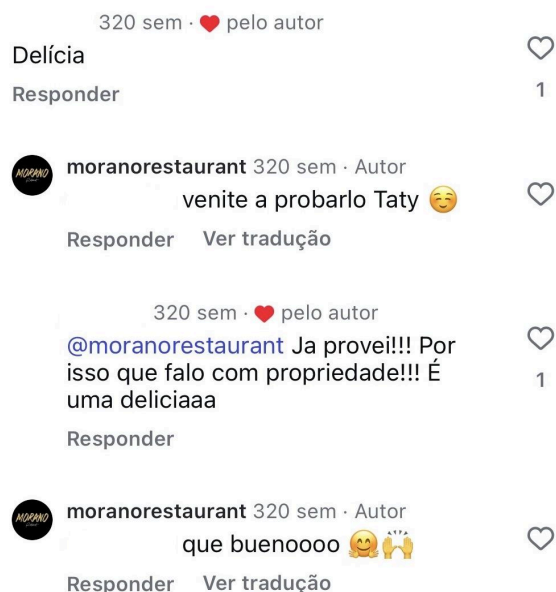 320 sem · ❤️ pelo autor
Delícia
Responder
1
MORANO
moranorestaurant 320 sem · Autor
venite a probarlo Taty ☺️
Responder Ver tradução
320 sem · ❤️ pelo autor
@moranorestaurant Ja provei!!! Por
isso que falo com propriedade!!! É
uma deliciaaa
1
Responder
MORANO
moranorestaurant 320 sem · Autor
que buenoooo 🤗🙌
Responder Ver tradução